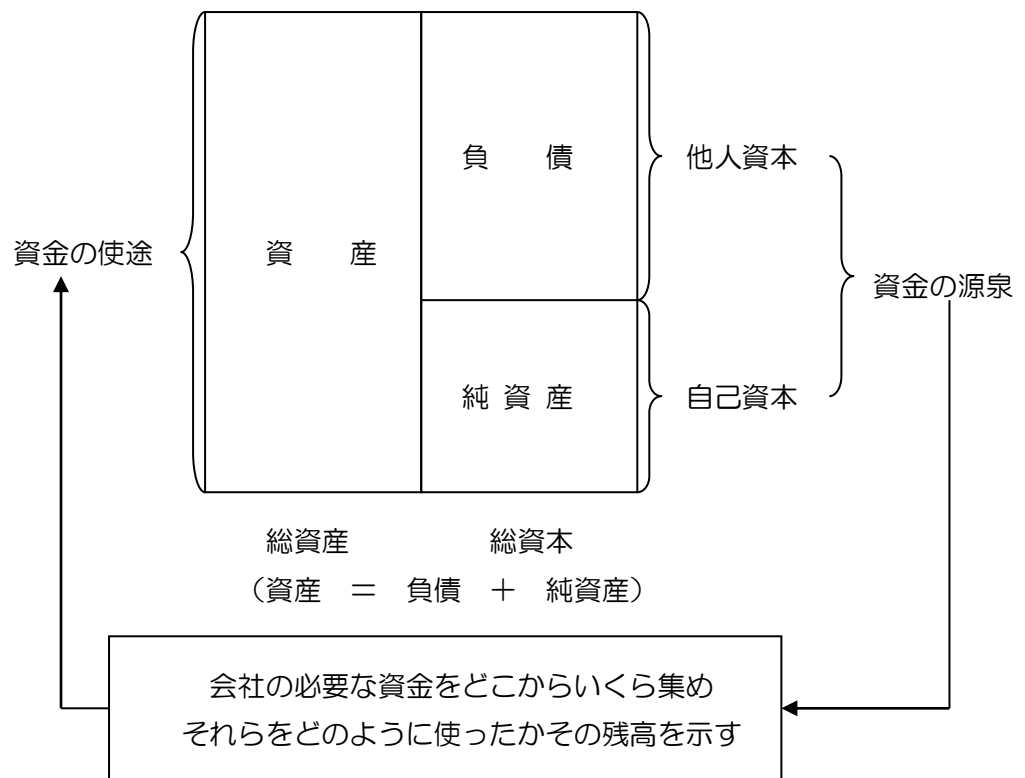 負　債
他人資本
資金の使途
資　産
資金の源泉
純 資 産
自己資本
総資産　総資本
（資産　＝　負債　＋　純資産）
会社の必要な資金をどこからいくら集め
それらをどのように使ったかその残高を示す